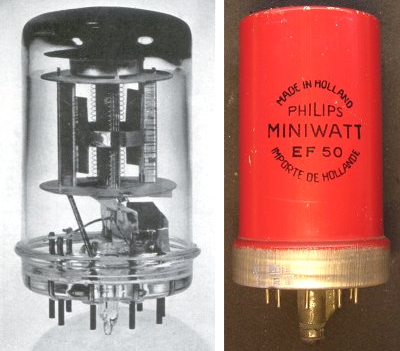 MADE IN HOLLAND
PHILIPS
MINIWATT
EF 50
IMPORTE DE HOLLANDE